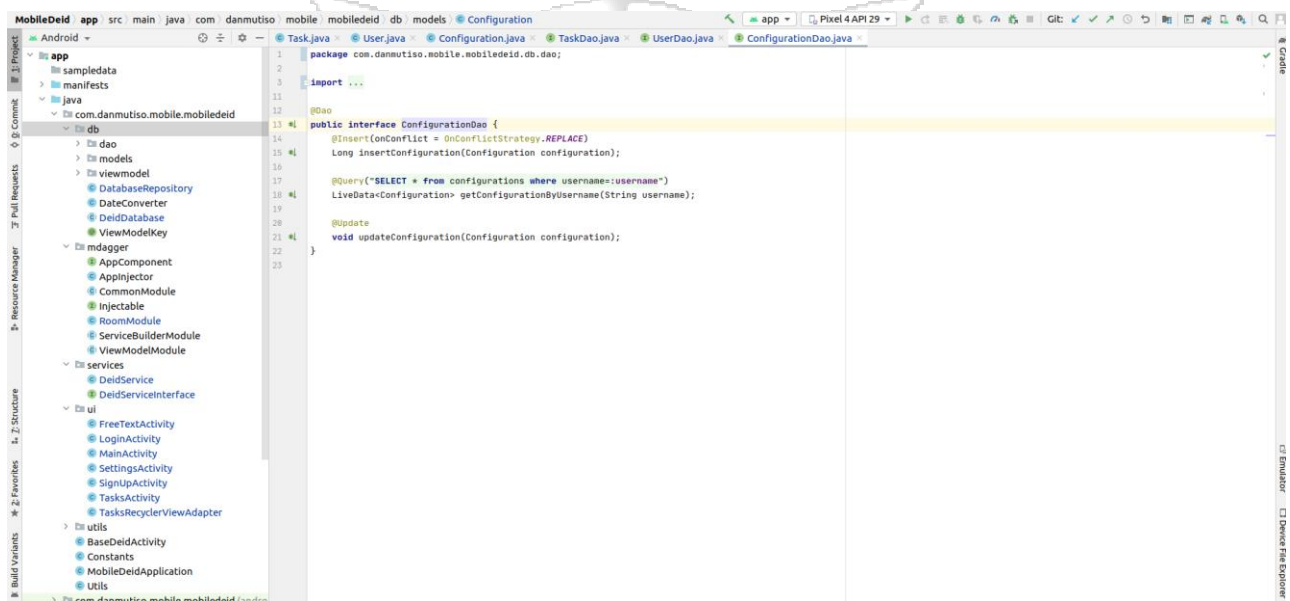 MobileDeid app src main java com danmutiso mobile mobiledeid db models Configuration
app Pixel 4 API 29 Git:
Android
Task.java User.java Configuration.java TaskDao.java UserDao.java ConfigurationDao.java
1: Project
Commit
Pull Requests
Resource Manager
7: Structure
2: Favorites
Build Variants
app
sampledata
manifests
java
com.danmutiso.mobile.mobiledeid
db
dao
models
viewmodel
DatabaseRepository
DateConverter
DeidDatabase
ViewModelKey
mdagger
AppComponent
AppInjector
CommonModule
Injectable
RoomModule
ServiceBuilderModule
ViewModelModule
services
DeidService
DeidServiceInterface
ui
FreeTextActivity
LoginActivity
MainActivity
SettingsActivity
SignUpActivity
TasksActivity
TasksRecyclerViewAdapter
utils
BaseDeidActivity
Constants
MobileDeidApplication
Utils
com.danmutiso.mobile.mobiledeid
1 package com.danmutiso.mobile.mobiledeid.db.dao;
2
3 import ...
11
12 @Dao
13 public interface ConfigurationDao {
14 @Insert(onConflict = OnConflictStrategy.REPLACE)
15 Long insertConfiguration(Configuration configuration);
16
17 @Query("SELECT * from configurations where username=:username")
18 LiveData<Configuration> getConfigurationByUsername(String username);
19
20 @Update
21 void updateConfiguration(Configuration configuration);
22 }
23
Gradle
Emulator
Device File Explorer